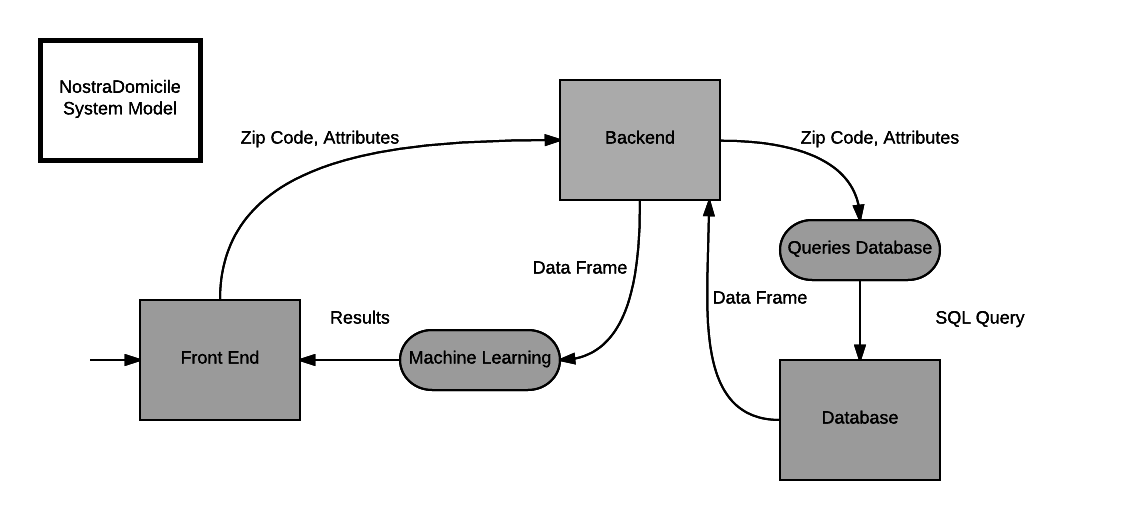 NostraDomicile
System Model
Zip Code, Attributes
Backend
Zip Code, Attributes
Queries Database
Data Frame
Data Frame
Results
SQL Query
Front End
Machine Learning
Database